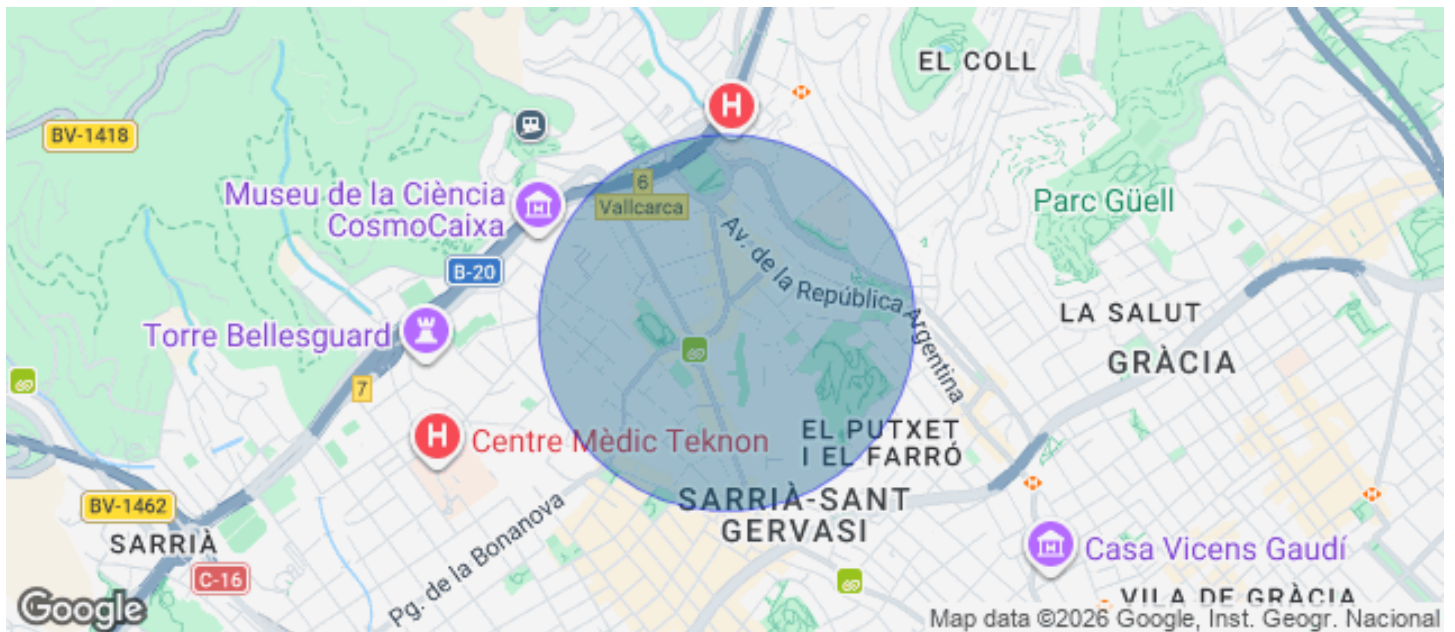 EL COLL
BV-1418
Museu de la Ciència
CosmoCaixa
6
Vallcarca
Parc Güell
Av. de la República Argentina
B-20
LA SALUT
Torre Bellesguard
GRÀCIA
7
Centre Mèdic Teknon
EL PUTXET
I EL FARRÓ
BV-1462
SARRIÀ-SANT
GERVASI
SARRIÀ
C-16
Pg. de la Bonanova
Casa Vicens Gaudí
VILA DE GRÀCIA
Google
Map data ©2026 Google, Inst. Geogr. Nacional